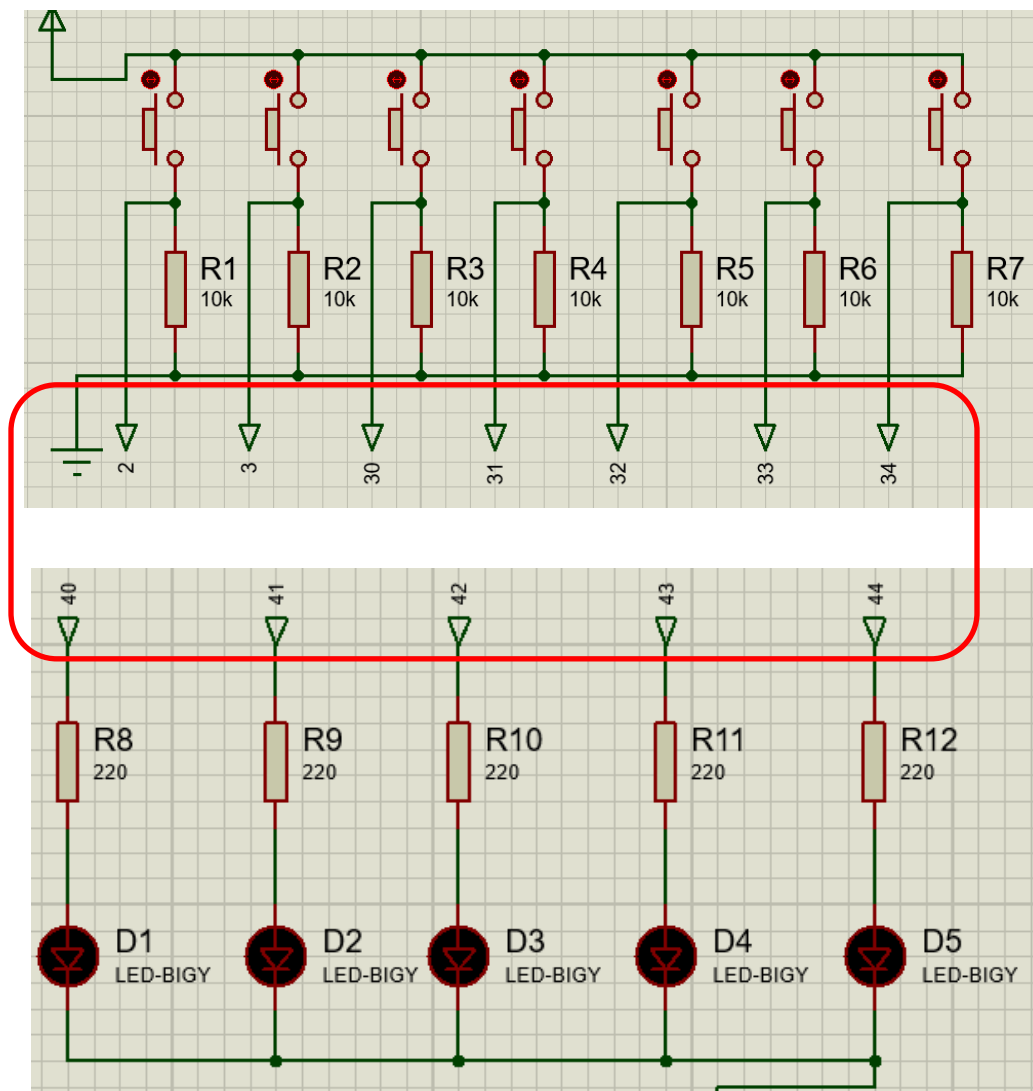 R1
10k
R2
10k
R3
10k
R4
10k
R5
10k
R6
10k
R7
10k
2
3
30
31
32
33
34
40
41
42
43
44
R8
220
R9
220
R10
220
R11
220
R12
220
D1
LED-BIGY
D2
LED-BIGY
D3
LED-BIGY
D4
LED-BIGY
D5
LED-BIGY